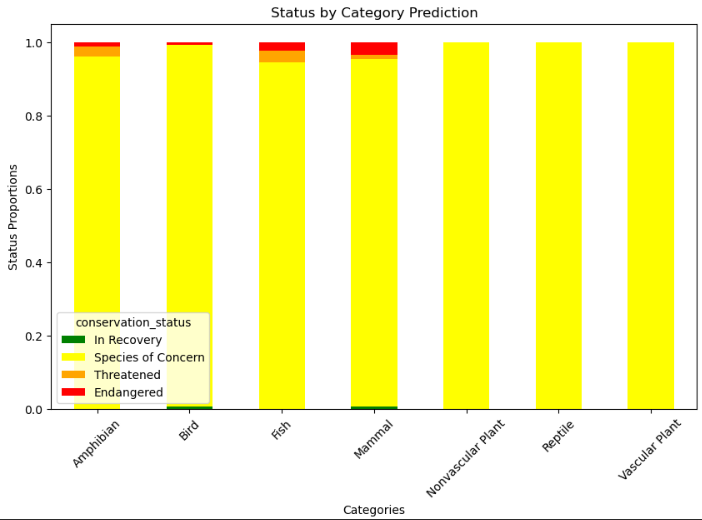 Status by Category Prediction
Status Proportions
1.0
0.8
0.6
0.4
0.2
0.0
conservation_status
In Recovery
Species of Concern
Threatened
Endangered
Amphibian
Bird
Fish
Mammal
Nonvascular Plant
Reptile
Vascular Plant
Categories